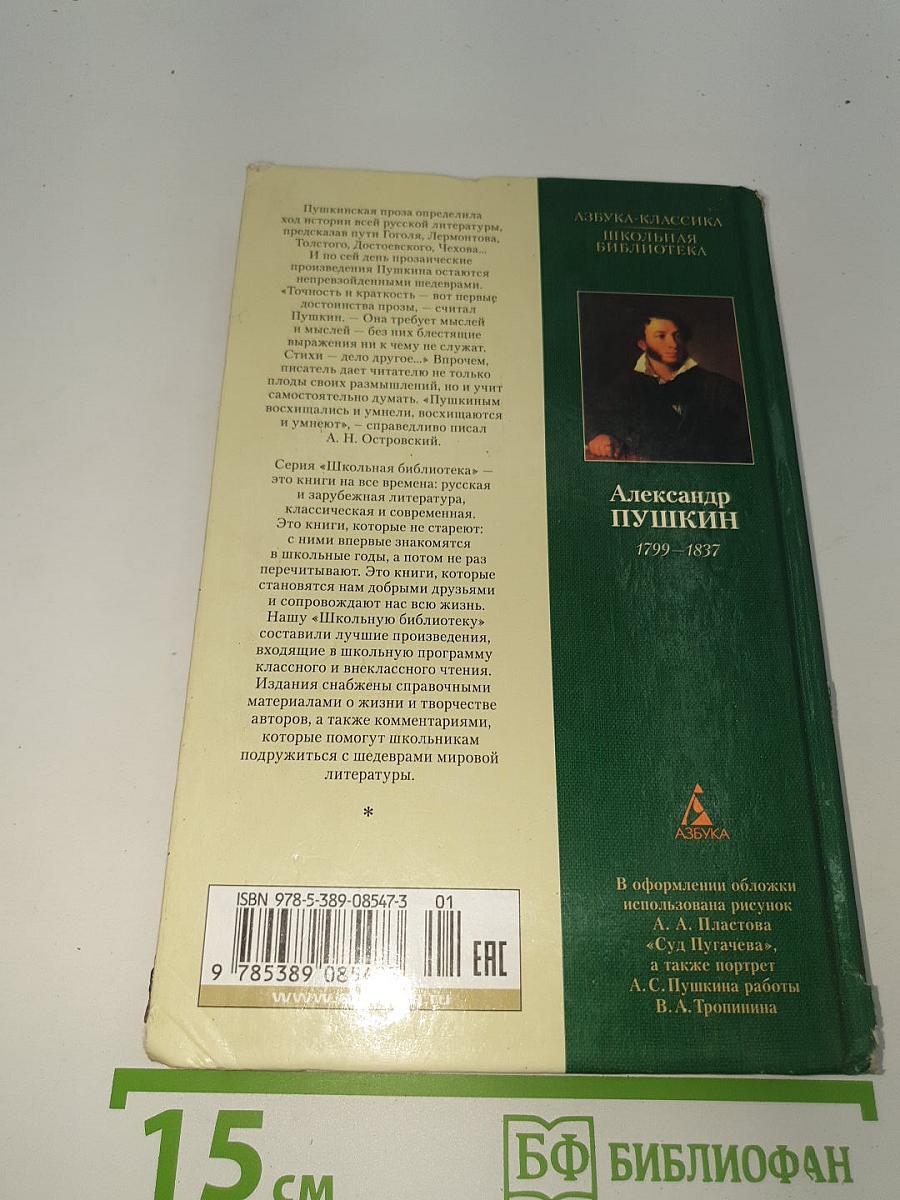 Пушкинская проза определила
ход истории всей русской литературы,
предсказав пути Гоголя, Лермонтова,
Толстого, Достоевского, Чехова...
И по сей день прозаические
произведения Пушкина остаются
непревзойденными шедеврами.
«Точность и краткость — вот первые
достоинства прозы, — считал
Пушкин. — Она требует мыслей
и мыслей — без них блестящие
выражения ни к чему не служат.
Стихи — дело другое...» Впрочем,
писатель дает читателю не только
плоды своих размышлений, но и учит
самостоятельно думать. «Пушкиным
восхищались и умнели, восхищаются
и умнеют», – справедливо писал
А. Н. Островский.
Серия «Школьная библиотека» —
это книги на все времена: русская
и зарубежная литература,
классическая и современная.
Это книги, которые не стареют:
с ними впервые знакомятся
в школьные годы, а потом не раз
перечитывают. Это книги, которые
становятся нам добрыми друзьями
и сопровождают нас всю жизнь.
Нашу «Школьную библиотеку»
составили лучшие произведения,
входящие в школьную программу
классного и внеклассного чтения.
Издания снабжены справочными
материалами о жизни и творчестве
авторов, а также комментариями,
которые помогут школьникам
подружиться с шедеврами мировой
литературы.
*
ISBN 978-5-389-08547-3 01
9 785389 085
EAC
АЗБУКА-КЛАССИКА
ШКОЛЬНАЯ
БИБЛИОТЕКА
Александр
ПУШКИН
1799—1837
АЗБУКА
В оформлении обложки
использована рисунок
А. А. Пластова
«Суд Пугачева»,
а также портрет
А. С. Пушкина работы
В. А. Тропинина
15 см
БФ БИБЛИОФАН